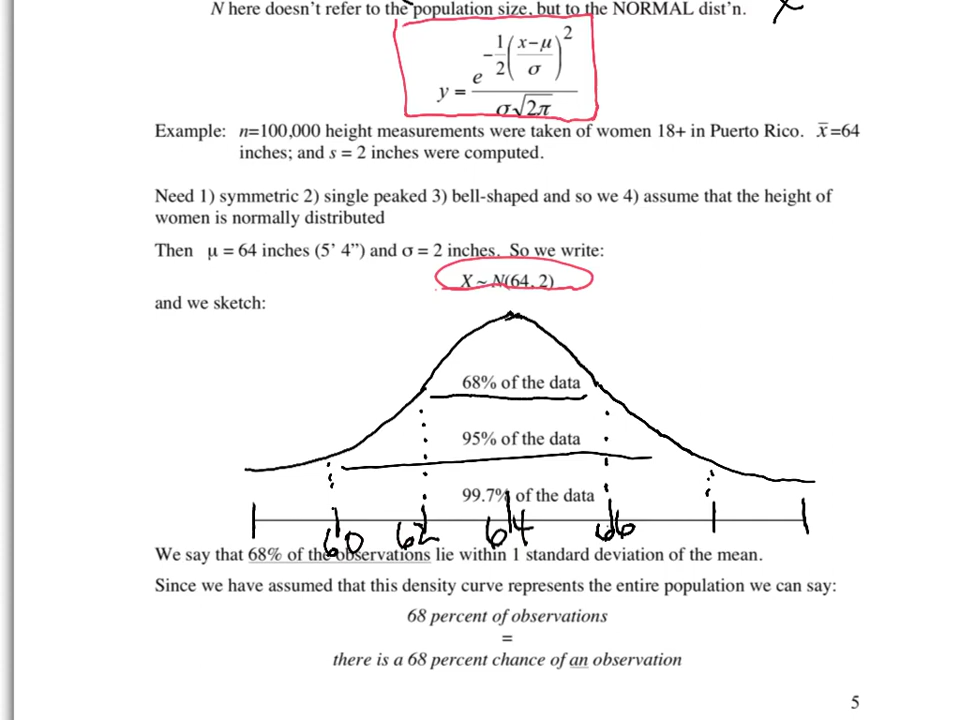 N here doesn't refer to the population size, but to the NORMAL dist'n.
y = e^{-\frac{1}{2}\left(\frac{x-μ}{σ}\right)^2} / σ√2π
Example: n=100,000 height measurements were taken of women 18+ in Puerto Rico. x̄=64
inches; and s = 2 inches were computed.
Need 1) symmetric 2) single peaked 3) bell-shaped and so we 4) assume that the height of
women is normally distributed
Then μ = 64 inches (5' 4”) and σ = 2 inches. So we write:
X ~ N(64, 2)
and we sketch:
68% of the data
95% of the data
99.7% of the data
60 62 64 66
We say that 68% of the observations lie within 1 standard deviation of the mean.
Since we have assumed that this density curve represents the entire population we can say:
68 percent of observations
=
there is a 68 percent chance of an observation
5